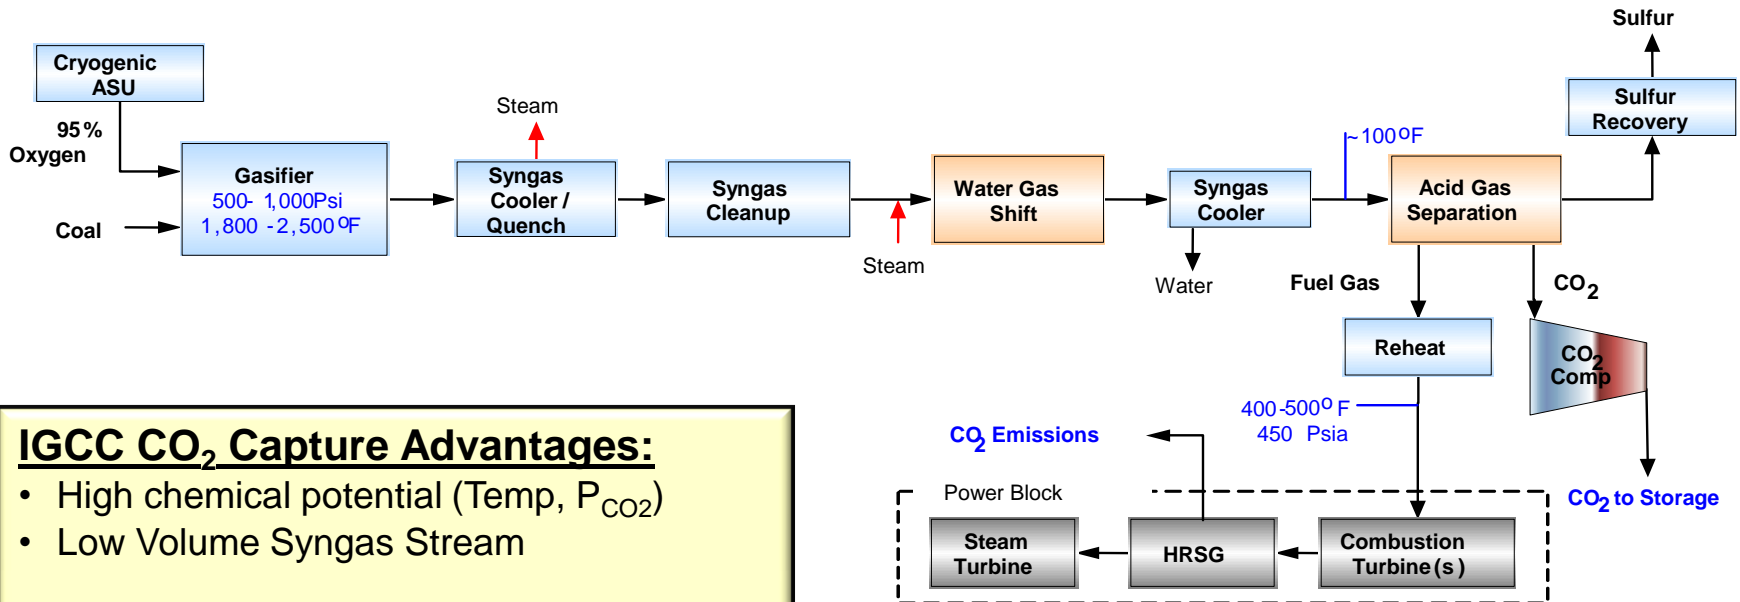 Sulfur
Cryogenic
ASU
95%
Oxygen
Coal
Gasifier
500- 1,000Psi
1,800 -2,500ºF
Steam
Syngas
Cooler /
Quench
Syngas
Cleanup
Steam
Water Gas
Shift
Syngas
Cooler
Water
~100ºF
Acid Gas
Separation
Sulfur
Recovery
Fuel Gas
CO2
Reheat
CO2
Comp
400-500º F
450 Psia
CO2 Emissions
CO2 to Storage
Power Block
Steam
Turbine
HRSG
Combustion
Turbine(s)
IGCC CO2 Capture Advantages:
• High chemical potential (Temp, PCO2)
• Low Volume Syngas Stream